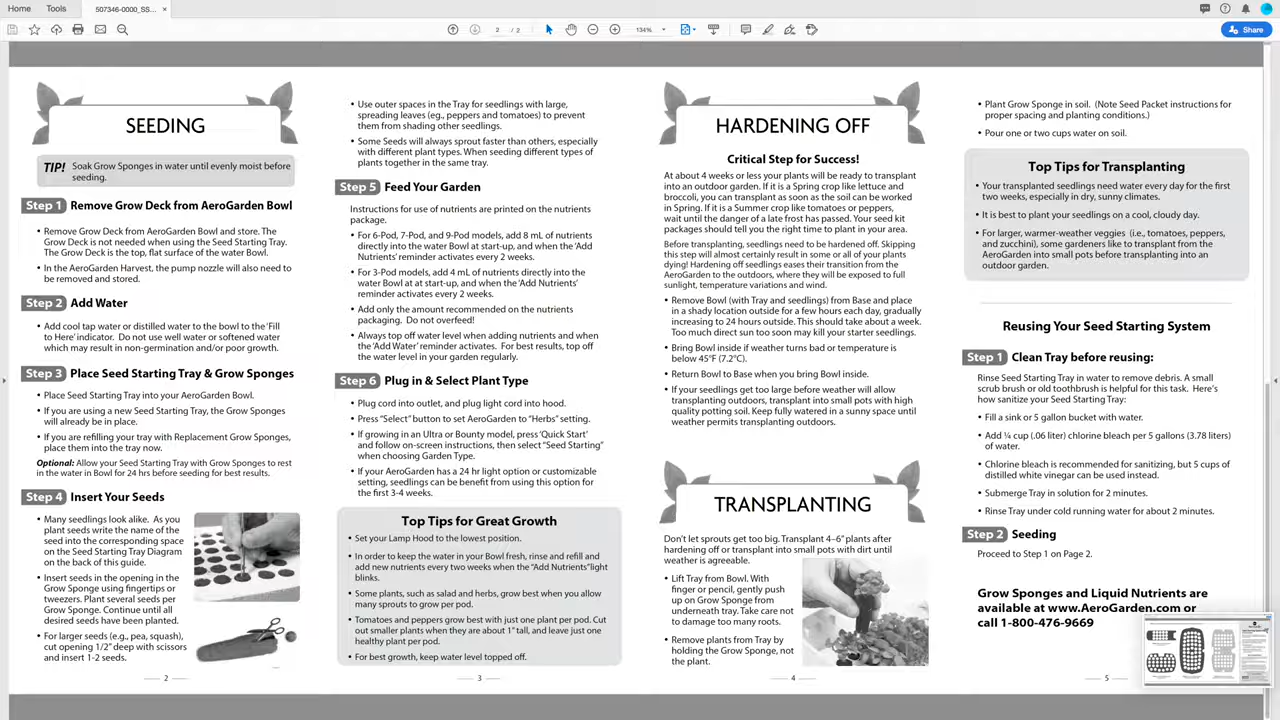 Home
Tools
507346-0000_SS...
×
2
/ 2
134%
Share
SEEDING
TIP! Soak Grow Sponges in water until evenly moist before
seeding.
Step 1 Remove Grow Deck from AeroGarden Bowl
• Remove Grow Deck from AeroGarden Bowl and store. The
Grow Deck is not needed when using the Seed Starting Tray.
The Grow Deck is the top, flat surface of the water Bowl.
• In the AeroGarden Harvest, the pump nozzle will also need to
be removed and stored.
Step 2 Add Water
• Add cool tap water or distilled water to the bowl to the 'Fill
to Here' indicator. Do not use well water or softened water
which may result in non-germination and/or poor growth.
Step 3 Place Seed Starting Tray & Grow Sponges
• Place Seed Starting Tray into your AeroGarden Bowl.
• If you are using a new Seed Starting Tray, the Grow Sponges
will already be in place.
• If you are refilling your tray with Replacement Grow Sponges,
place them into the tray now.
Optional: Allow your Seed Starting Tray with Grow Sponges to rest
in the water in Bowl for 24 hrs before seeding for best results.
Step 4 Insert Your Seeds
• Many seedlings look alike. As you
plant seeds write the name of the
seed into the corresponding space
on the Seed Starting Tray Diagram
on the back of this guide.
• Insert seeds in the opening in the
Grow Sponge using fingertips or
tweezers. Plant several seeds per
Grow Sponge. Continue until all
desired seeds have been planted.
• For larger seeds (e.g., pea, squash),
cut opening 1/2" deep with scissors
and insert 1-2 seeds.
2
• Use outer spaces in the Tray for seedlings with large,
spreading leaves (eg., peppers and tomatoes) to prevent
them from shading other seedlings.
• Some Seeds will always sprout faster than others, especially
with different plant types. When seeding different types of
plants together in the same tray.
Step 5 Feed Your Garden
Instructions for use of nutrients are printed on the nutrients
package.
• For 6-Pod, 7-Pod, and 9-Pod models, add 8 mL of nutrients
directly into the water Bowl at start-up, and when the 'Add
Nutrients' reminder activates every 2 weeks.
• For 3-Pod models, add 4 mL of nutrients directly into the
water Bowl at at start-up, and when the 'Add Nutrients'
reminder activates every 2 weeks.
• Add only the amount recommended on the nutrients
packaging. Do not overfeed!
• Always top off water level when adding nutrients and when
the 'Add Water' reminder activates. For best results, top off
the water level in your garden regularly.
Step 6 Plug in & Select Plant Type
• Plug cord into outlet, and plug light cord into hood.
• Press "Select" button to set AeroGarden to "Herbs" setting.
• If growing in an Ultra or Bounty model, press 'Quick Start'
and follow on-screen instructions, then select "Seed Starting"
when choosing Garden Type.
• If your AeroGarden has a 24 hr light option or customizable
setting, seedlings can be benefit from using this option for
the first 3-4 weeks.
Top Tips for Great Growth
• Set your Lamp Hood to the lowest position.
• In order to keep the water in your Bowl fresh, rinse and refill and
add new nutrients every two weeks when the "Add Nutrients" light
blinks.
• Some plants, such as salad and herbs, grow best when you allow
many sprouts to grow per pod.
• Tomatoes and peppers grow best with just one plant per pod. Cut
out smaller plants when they are about 1" tall, and leave just one
healthy plant per pod.
• For best growth, keep water level topped off.
3
HARDENING OFF
Critical Step for Success!
At about 4 weeks or less your plants will be ready to transplant
into an outdoor garden. If it is a Spring crop like lettuce and
broccoli, you can transplant as soon as the soil can be worked
in Spring. If it is a Summer crop like tomatoes or peppers,
wait until the danger of a late frost has passed. Your seed kit
packages should tell you the right time to plant in your area.
Before transplanting, seedlings need to be hardened off. Skipping
this step will almost certainly result in some or all of your plants
dying! Hardening off seedlings eases their transition from the
AeroGarden to the outdoors, where they will be exposed to full
sunlight, temperature variations and wind.
• Remove Bowl (with Tray and seedlings) from Base and place
in a shady location outside for a few hours each day, gradually
increasing to 24 hours outside. This should take about a week.
Too much direct sun too soon may kill your starter seedlings.
• Bring Bowl inside if weather turns bad or temperature is
below 45°F (7.2°C).
• Return Bowl to Base when you bring Bowl inside.
• If your seedlings get too large before weather will allow
transplanting outdoors, transplant into small pots with high
quality potting soil. Keep fully watered in a sunny space until
weather permits transplanting outdoors.
TRANSPLANTING
Don't let sprouts get too big. Transplant 4–6" plants after
hardening off or transplant into small pots with dirt until
weather is agreeable.
• Lift Tray from Bowl. With
finger or pencil, gently push
up on Grow Sponge from
underneath tray. Take care not
to damage too many roots.
• Remove plants from Tray by
holding the Grow Sponge, not
the plant.
4
• Plant Grow Sponge in soil. (Note Seed Packet instructions for
proper spacing and planting conditions.)
• Pour one or two cups water on soil.
Top Tips for Transplanting
• Your transplanted seedlings need water every day for the first
two weeks, especially in dry, sunny climates.
• It is best to plant your seedlings on a cool, cloudy day.
• For larger, warmer-weather veggies (i.e., tomatoes, peppers,
and zucchini), some gardeners like to transplant from the
AeroGarden into small pots before transplanting into an
outdoor garden.
Reusing Your Seed Starting System
Step 1 Clean Tray before reusing:
Rinse Seed Starting Tray in water to remove debris. A small
scrub brush or old toothbrush is helpful for this task. Here's
how sanitize your Seed Starting Tray:
• Fill a sink or 5 gallon bucket with water.
• Add ¼ cup (.06 liter) chlorine bleach per 5 gallons (3.78 liters)
of water.
• Chlorine bleach is recommended for sanitizing, but 5 cups of
distilled white vinegar can be used instead.
• Submerge Tray in solution for 2 minutes.
• Rinse Tray under cold running water for about 2 minutes.
Step 2 Seeding
Proceed to Step 1 on Page 2.
Grow Sponges and Liquid Nutrients are
available at www.AeroGarden.com or
call 1-800-476-9669
5